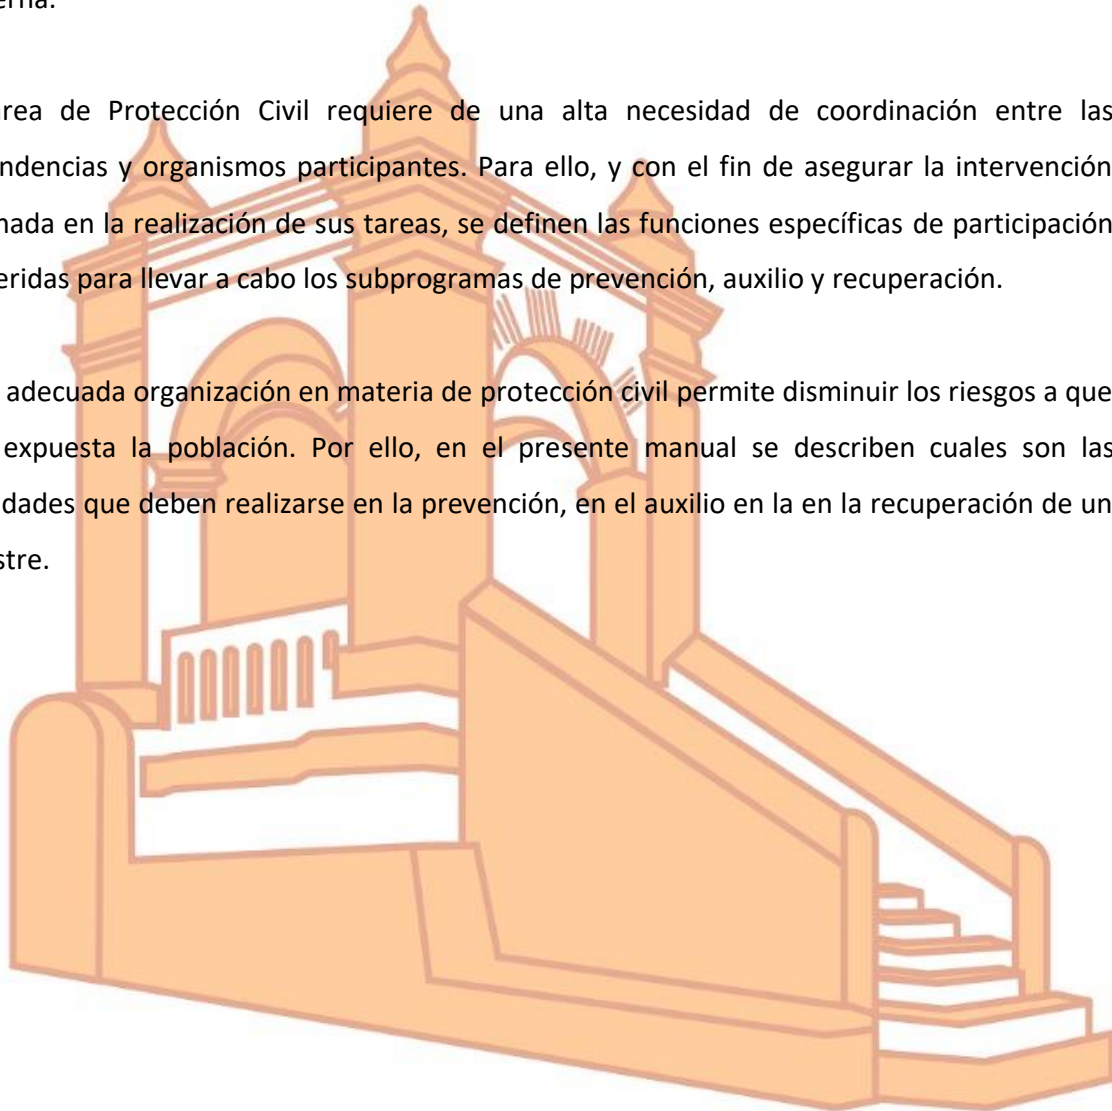 erna.
área de Protección Civil requiere de una alta necesidad de coordinación entre las
ndencias y organismos participantes. Para ello, y con el fin de asegurar la intervención
nada en la realización de sus tareas, se definen las funciones específicas de participación
eridas para llevar a cabo los subprogramas de prevención, auxilio y recuperación.
adecuada organización en materia de protección civil permite disminuir los riesgos a que
expuesta la población. Por ello, en el presente manual se describen cuales son las
dades que deben realizarse en la prevención, en el auxilio en la en la recuperación de un
stre.